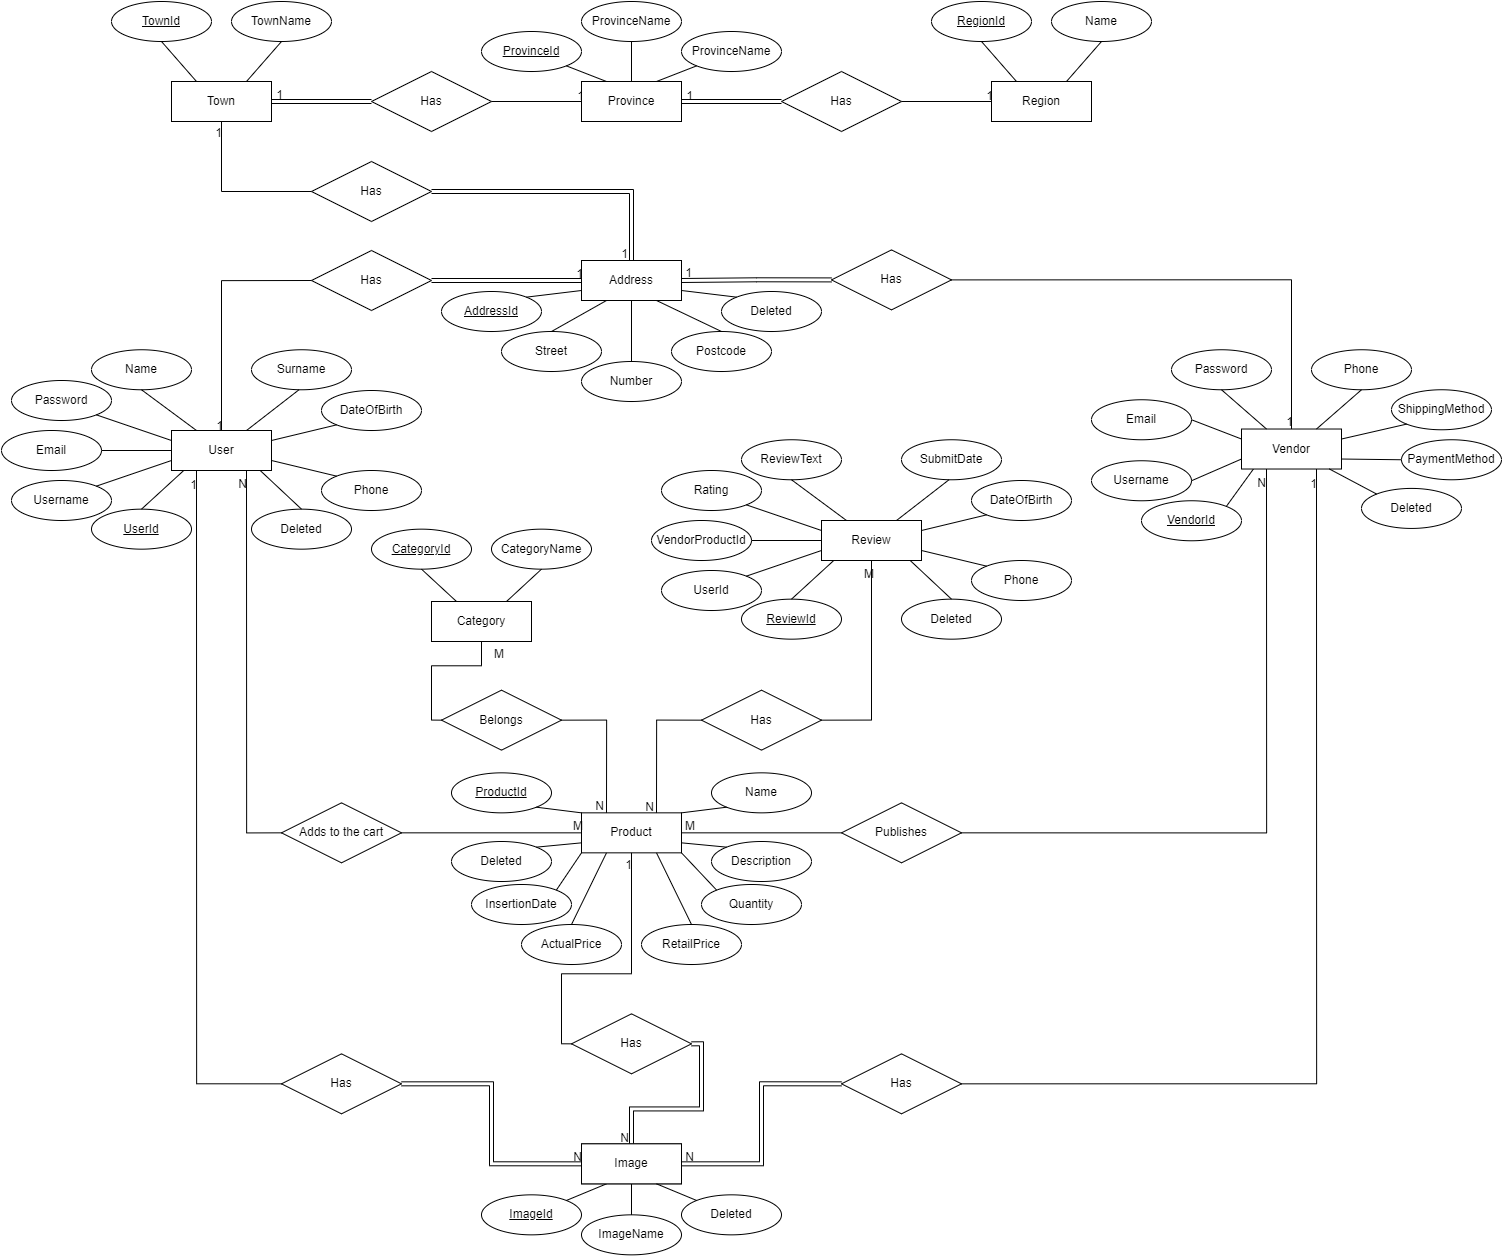 TownId
TownName
ProvinceId
ProvinceName
ProvinceName
RegionId
Name
Town
1
Has
1
Province
1
Has
1
Region
1
Has
1
Has
1
Address
1
Has
AddressId
Street
Number
Postcode
Deleted
Name
Surname
Password
DateOfBirth
Email
1
User
Username
Phone
UserId
Deleted
1
N
Password
Phone
Email
ShippingMethod
1
Vendor
Username
PaymentMethod
VendorId
Deleted
N
1
ReviewText
SubmitDate
Rating
DateOfBirth
VendorProductId
Review
UserId
Phone
ReviewId
Deleted
M
CategoryId
CategoryName
Category
M
Belongs
Has
ProductId
Name
N
N
Adds to the cart
M
Product
M
Publishes
Deleted
1
Description
InsertionDate
Quantity
ActualPrice
RetailPrice
Has
Has
Has
N
N
Image
N
ImageId
ImageName
Deleted